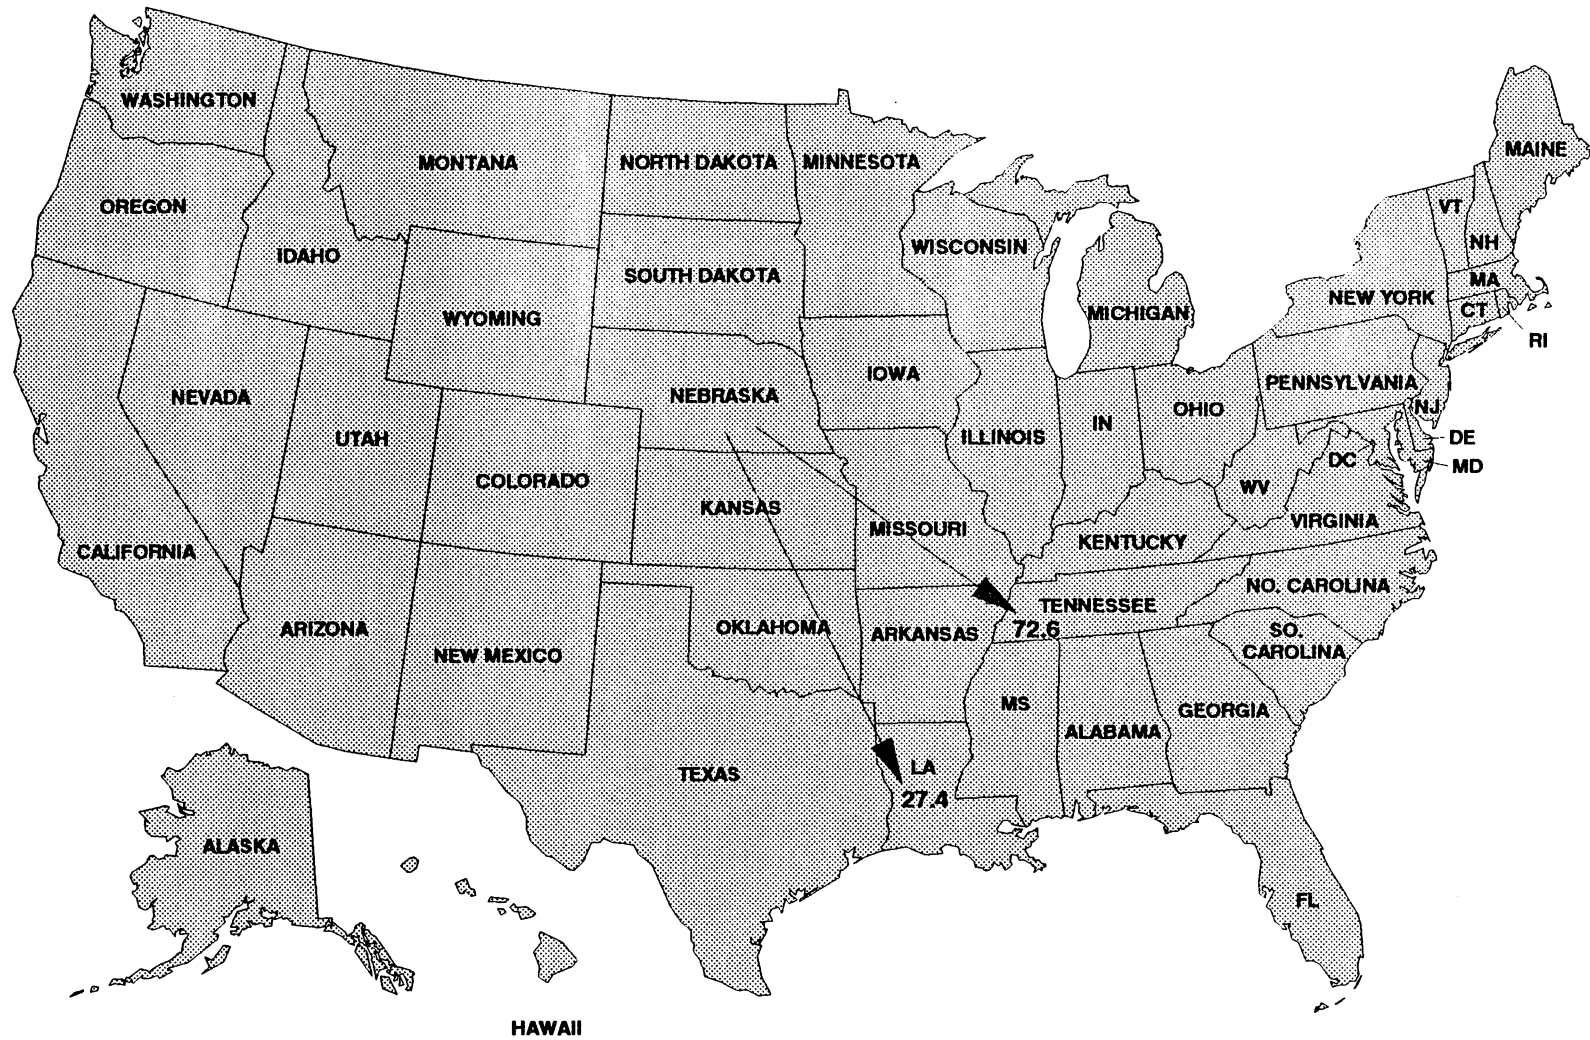 WASHINGTON
MONTANA
NORTH DAKOTA
MINNESOTA
MAINE
OREGON
VT
IDAHO
WISCONSIN
NH
SOUTH DAKOTA
MA
NEW YORK
WYOMING
MICHIGAN
CT
RI
IOWA
PENNSYLVANIA
NEVADA
NEBRASKA
OHIO
NJ
UTAH
ILLINOIS
IN
DE
DC
MD
COLORADO
WV
KANSAS
VIRGINIA
MISSOURI
KENTUCKY
CALIFORNIA
NO. CAROLINA
TENNESSEE
72.6
ARIZONA
OKLAHOMA
ARKANSAS
SO.
CAROLINA
NEW MEXICO
MS
GEORGIA
ALABAMA
TEXAS
LA
27.4
ALASKA
FL
HAWAII